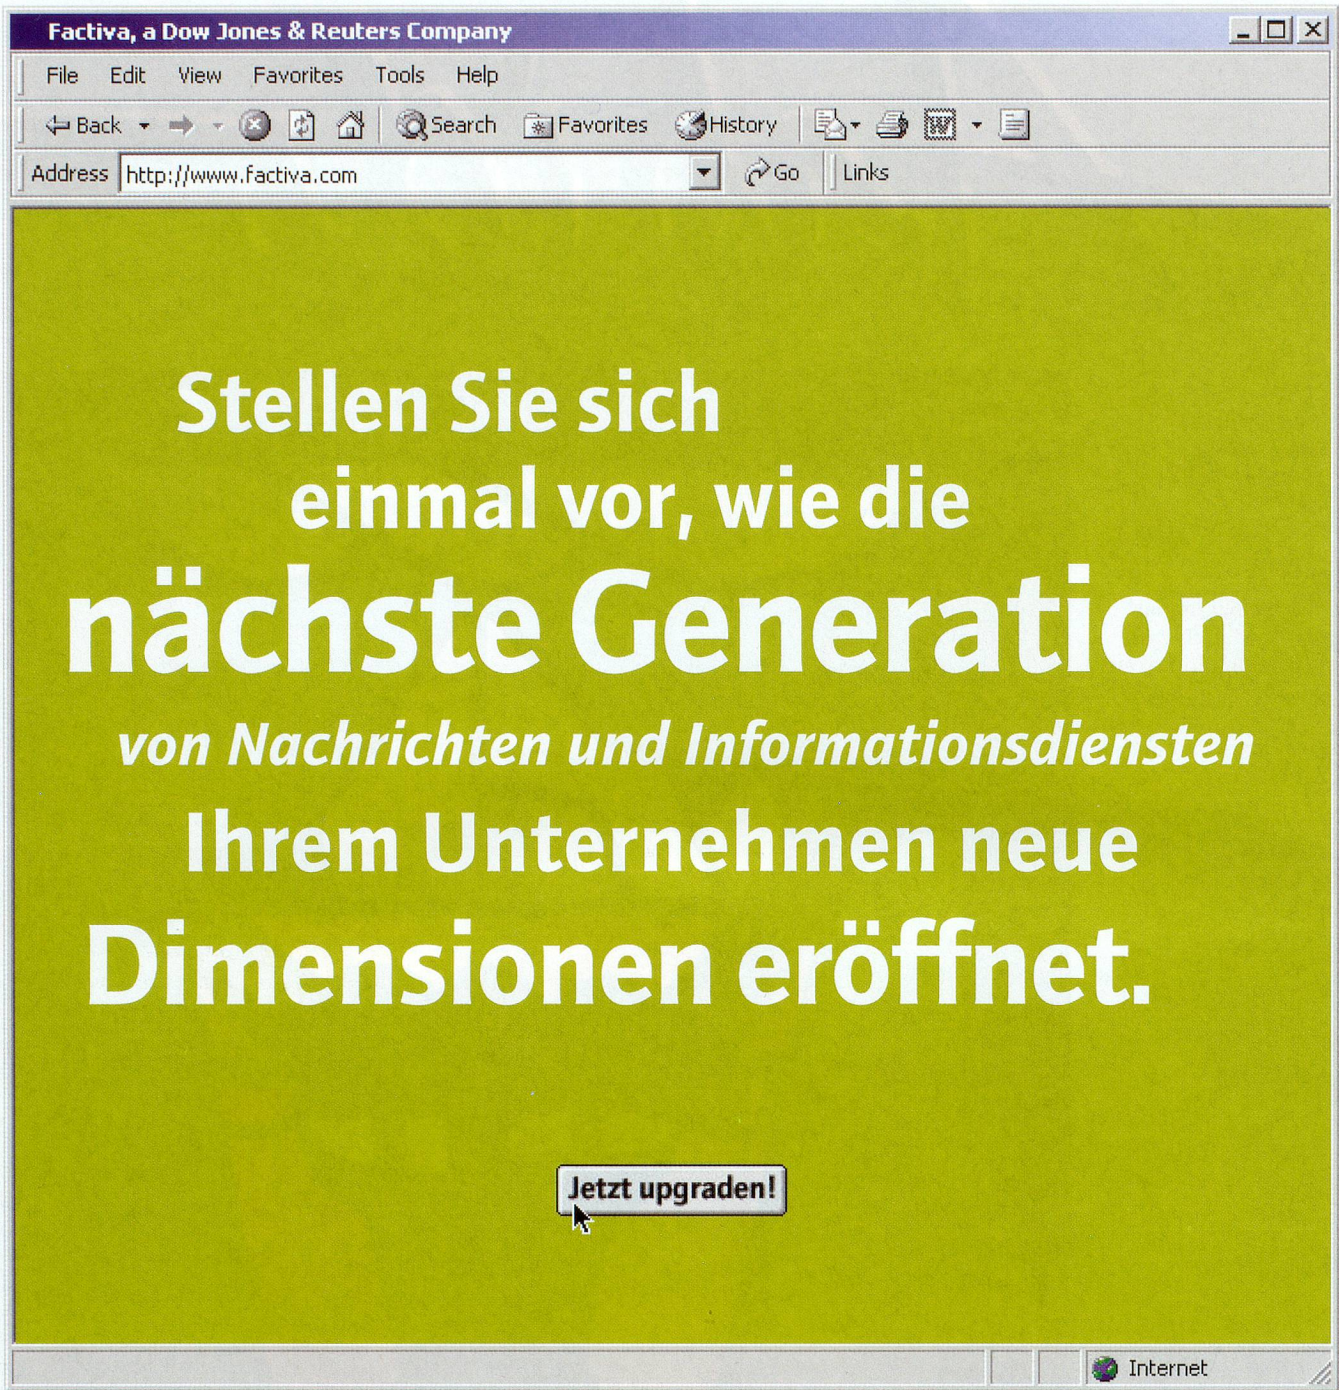 Factiva, a Dow Jones & Reuters Company
File Edit View Favorites Tools Help
Back Search Favorites History
Address http://www.factiva.com Go Links
Stellen Sie sich
einmal vor, wie die
nächste Generation
von Nachrichten und Informationsdiensten
Ihrem Unternehmen neue
Dimensionen eröffnet.
Jetzt upgraden!
Internet